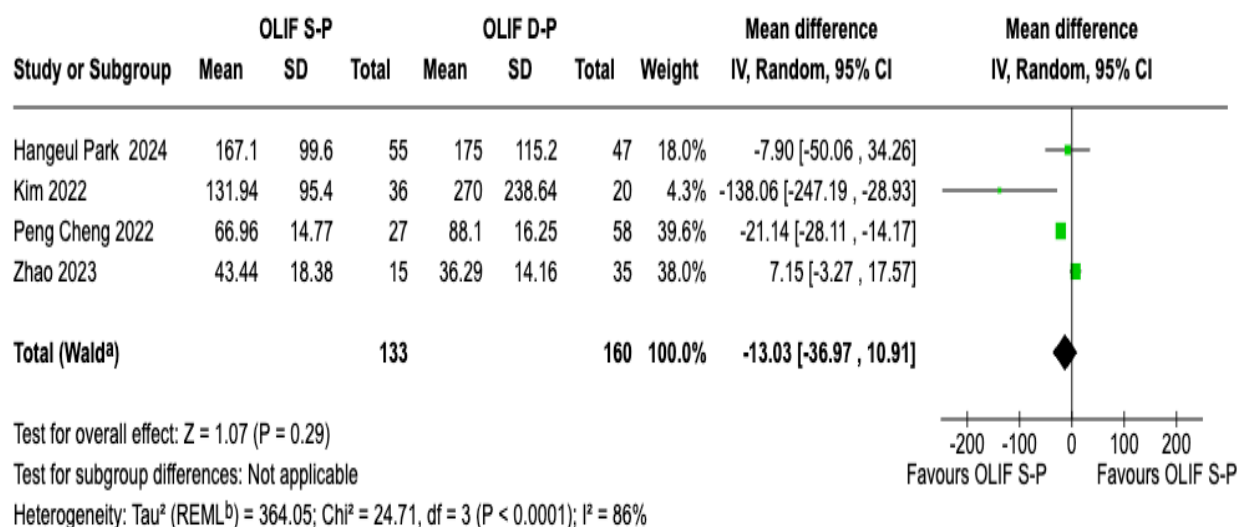 OLIF S-P OLIF D-P Mean difference Mean difference
Study or Subgroup Mean SD Total Mean SD Total Weight IV, Random, 95% CI IV, Random, 95% CI
Hangeul Park 2024 167.1 99.6 55 175 115.2 47 18.0% -7.90 [-50.06 , 34.26]
Kim 2022 131.94 95.4 36 270 238.64 20 4.3% -138.06 [-247.19 , -28.93]
Peng Cheng 2022 66.96 14.77 27 88.1 16.25 58 39.6% -21.14 [-28.11 , -14.17]
Zhao 2023 43.44 18.38 15 36.29 14.16 35 38.0% 7.15 [-3.27 , 17.57]
Total (Waldᵃ) 133 160 100.0% -13.03 [-36.97 , 10.91]
Test for overall effect: Z = 1.07 (P = 0.29) -200 -100 0 100 200
Test for subgroup differences: Not applicable Favours OLIF S-P Favours OLIF S-P
Heterogeneity: Tau² (REMLᵇ) = 364.05; Chi² = 24.71, df = 3 (P < 0.0001); I² = 86%